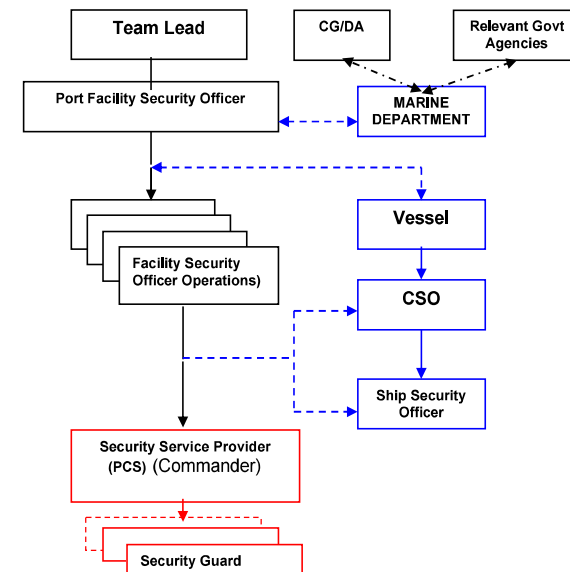 Team Lead
CG/DA
Relevant Govt
Agencies
Port Facility Security Officer
MARINE
DEPARTMENT
Vessel
Facility Security
Officer Operations)
CSO
Ship Security
Officer
Security Service Provider
(PCS) (Commander)
Security Guard